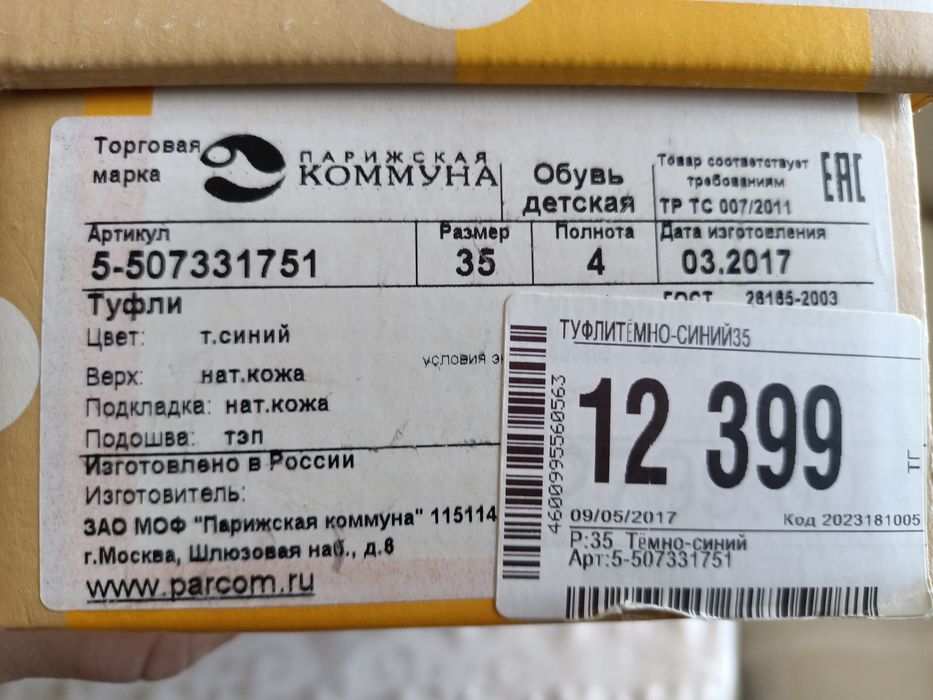 Торговая
марка
ПАРИЖСКАЯ
КОММУНА
Обувь
детская
Товар соответствует
требованиям
ТР ТС 007/2011
EAC
Артикул
5-507331751
Размер
35
Полнота
4
Дата изготовления
03.2017
Туфли
ГОСТ 26165-2003
Цвет: т.синий
условия э
Верх: нат.кожа
Подкладка: нат.кожа
Подошва: тэп
Изготовлено в России
Изготовитель:
ЗАО МОФ "Парижская коммуна" 115114
г.Москва, Шлюзовая наб., д.6
www.parcom.ru
ТУФЛИТЁМНО-СИНИЙ35
12 399
ТГ.
4600995560563
09/05/2017 Код 2023181005
Р:35 Тёмно-синий
Арт:5-507331751